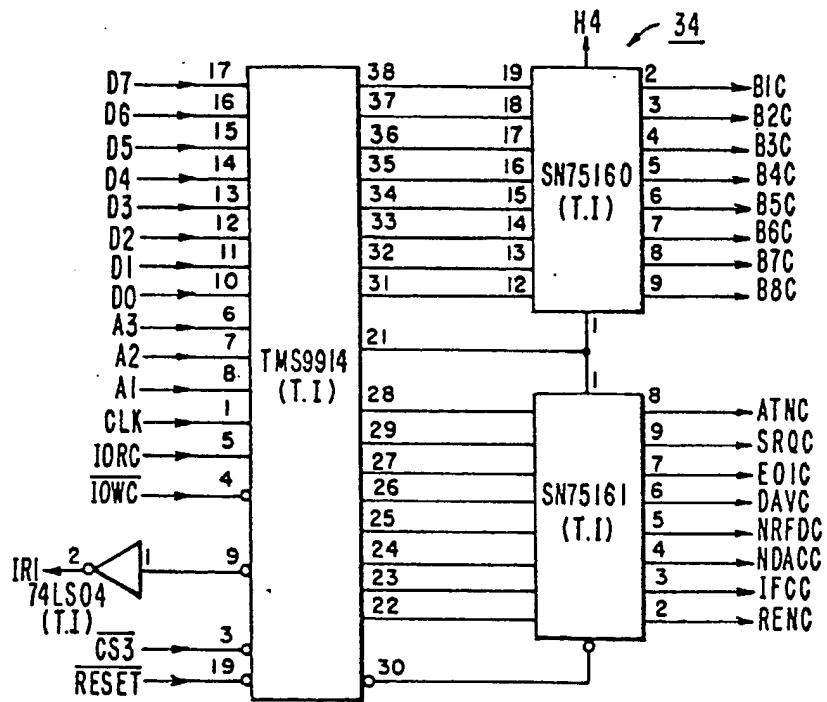 H4 34
D7 17 38 19 2 B1C
D6 16 37 18 3 B2C
D5 15 36 17 4 B3C
D4 14 35 16 SN75160 5 B4C
D3 13 34 15 (T.I) 6 B5C
D2 12 33 14 7 B6C
D1 11 32 13 8 B7C
D0 10 31 12 9 B8C
A3 6 1
A2 7 TMS9914 21
A1 8 (T.I) 1
CLK 1 28 8 ATNC
IORC 5 29 9 SRQC
IOWC 4 27 7 EOIC
26 SN75161 6 DAVC
25 (T.I) 5 NRFDC
IR1 2 1 9 24 4 NDACC
74LS04 23 3 IFCC
(T.I) 22 2 RENC
CS3 3
RESET 19 30